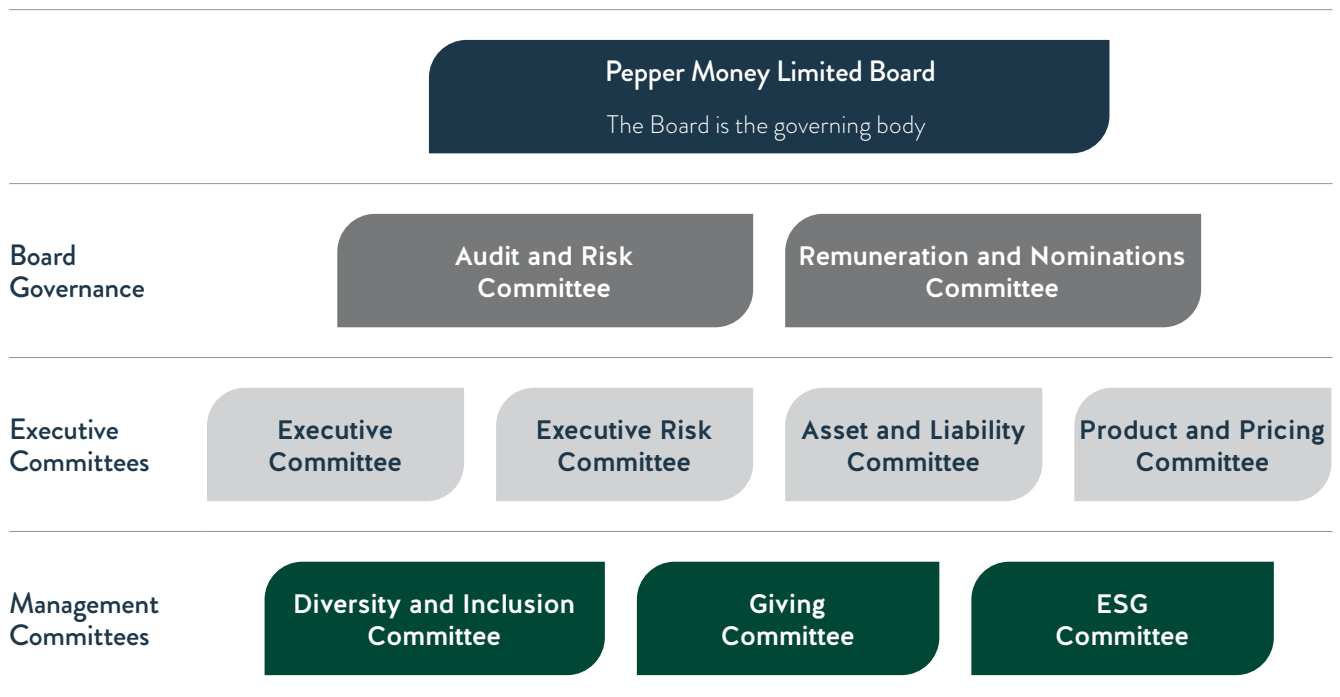 Pepper Money Limited Board
The Board is the governing body
Board
Governance
Audit and Risk
Committee
Remuneration and Nominations
Committee
Executive
Committees
Executive
Committee
Executive Risk
Committee
Asset and Liability
Committee
Product and Pricing
Committee
Management
Committees
Diversity and Inclusion
Committee
Giving
Committee
ESG
Committee